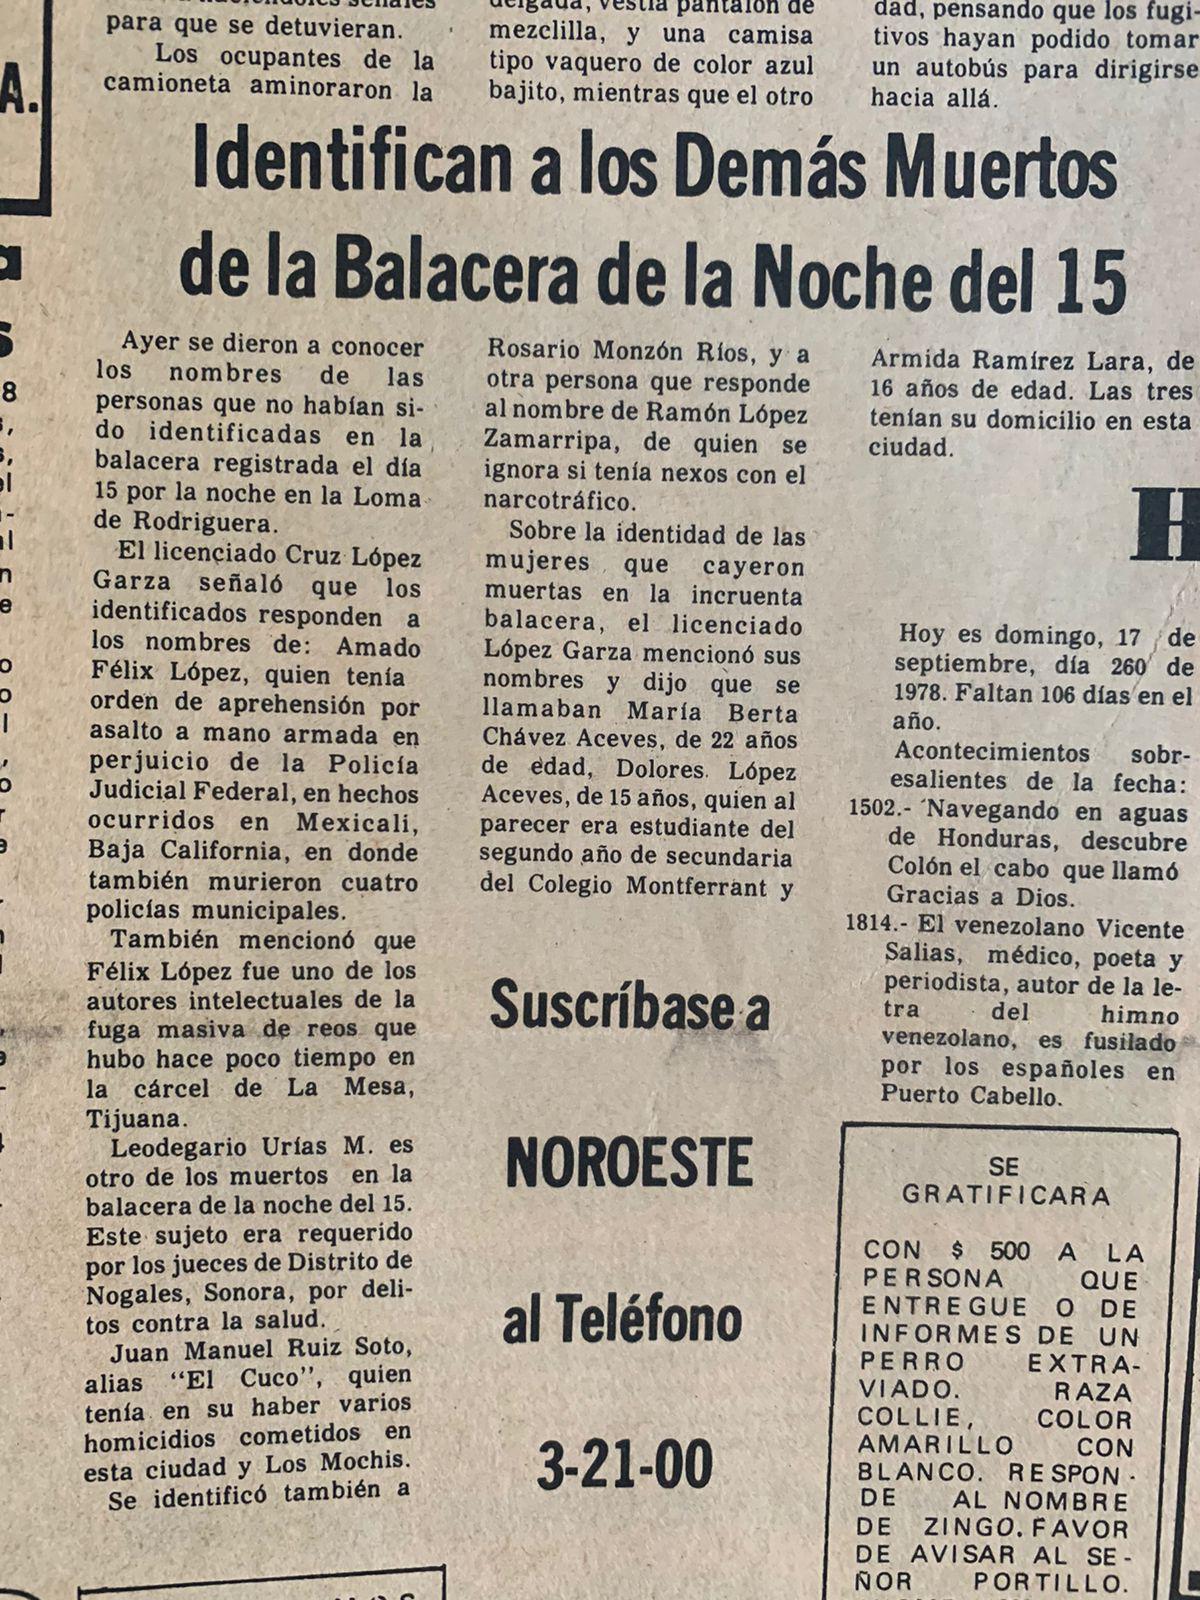 para que se detuvieran.
Los ocupantes de la
camioneta aminoraron la
delgada, vestía pantalón de
mezclilla, y una camisa
tipo vaquero de color azul
bajito, mientras que el otro
dad, pensando que los fugi-
tivos hayan podido tomar
un autobús para dirigirse
hacia allá.
A.
Identifican a los Demás Muertos
de la Balacera de la Noche del 15
Ayer se dieron a conocer
los nombres de las
personas que no habían si-
do identificadas en la
balacera registrada el día
15 por la noche en la Loma
de Rodriguera.
El licenciado Cruz López
Garza señaló que los
identificados responden a
los nombres de: Amado
Félix López, quien tenía
orden de aprehensión por
asalto a mano armada en
perjuicio de la Policía
Judicial Federal, en hechos
ocurridos en Mexicali,
Baja California, en donde
también murieron cuatro
policías municipales.
También mencionó que
Félix López fue uno de los
autores intelectuales de la
fuga masiva de reos que
hubo hace poco tiempo en
la cárcel de La Mesa,
Tijuana.
Leodegario Urías M. es
otro de los muertos en la
balacera de la noche del 15.
Este sujeto era requerido
por los jueces de Distrito de
Nogales, Sonora, por deli-
tos contra la salud.
Juan Manuel Ruiz Soto,
alias "El Cuco", quien
tenía en su haber varios
homicidios cometidos en
esta ciudad y Los Mochis.
Se identificó también a
Rosario Monzón Ríos, y a
otra persona que responde
al nombre de Ramón López
Zamarripa, de quien se
ignora si tenía nexos con el
narcotráfico.
Sobre la identidad de las
mujeres que cayeron
muertas en la incruenta
balacera, el licenciado
López Garza mencionó sus
nombres y dijo que se
llamaban María Berta
Chávez Aceves, de 22 años
de edad, Dolores. López
Aceves, de 15 años, quien al
parecer era estudiante del
segundo año de secundaria
del Colegio Montferrant y
Armida Ramírez Lara, de
16 años de edad. Las tres
tenían su domicilio en esta
ciudad.
Suscríbase a
NOROESTE
al Teléfono
3-21-00
H
Hoy es domingo, 17 de
septiembre, día 260 de
1978. Faltan 106 días en el
año.
Acontecimientos sobr-
esalientes de la fecha:
1502.- Navegando en aguas
de Honduras, descubre
Colón el cabo que llamó
Gracias a Dios.
1814.- El venezolano Vicente
Salias, médico, poeta y
periodista, autor de la le-
tra del himno
venezolano, es fusilado
por los españoles en
Puerto Cabello.
SE
GRATIFICARA
CON $ 500 A LA
PERSONA QUE
ENTREGUE O DE
INFORMES DE UN
PERRO EXTRA-
VIADO. RAZA
COLLIE, COLOR
AMARILLO CON
BLANCO. RESPON-
DE AL NOMBRE
DE ZINGO. FAVOR
DE AVISAR AL SE-
ÑOR PORTILLO.